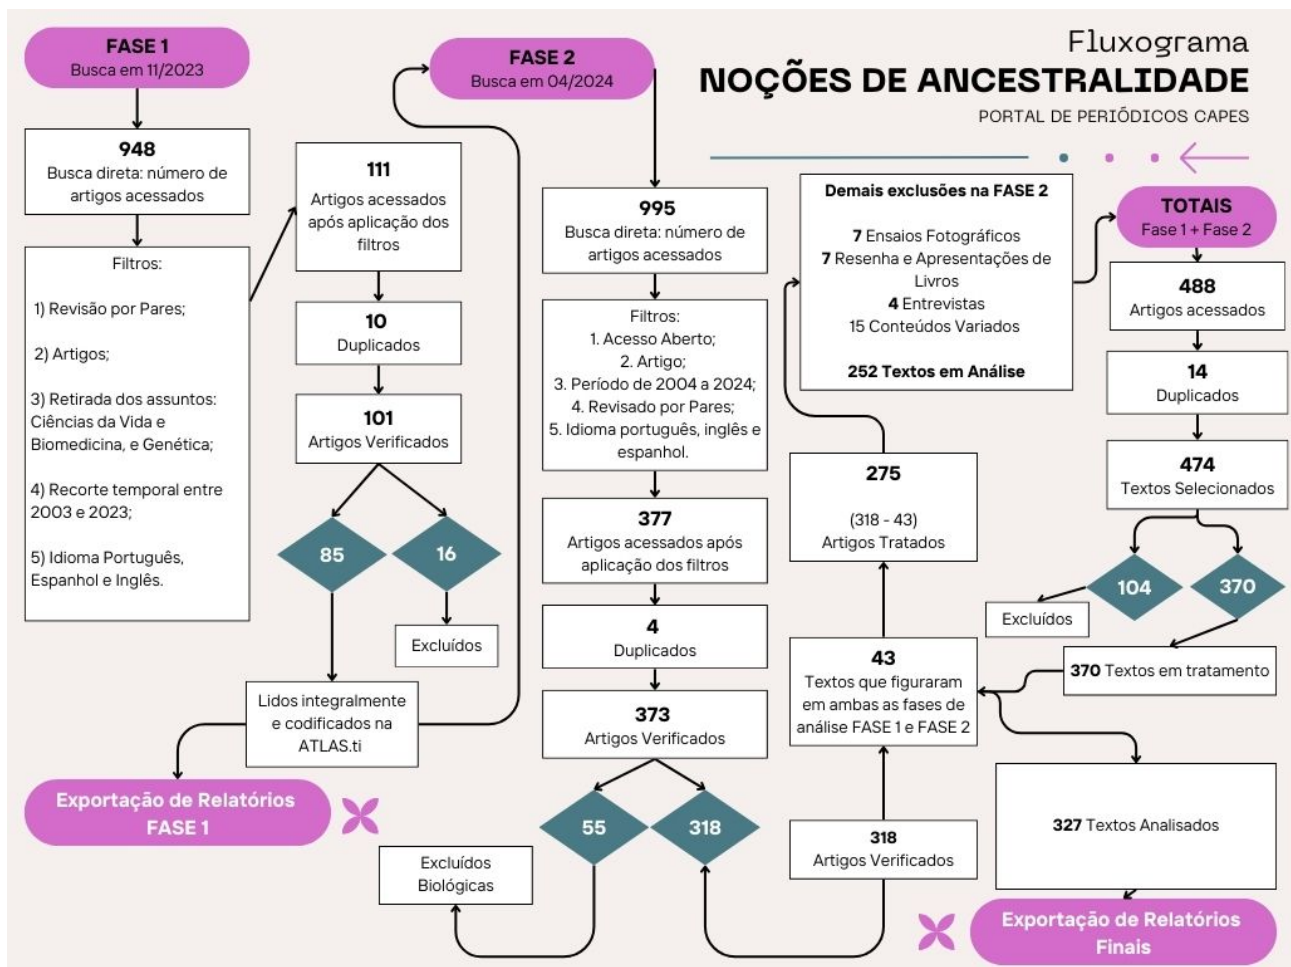 Fluxograma
NOÇÕES DE ANCESTRALIDADE
PORTAL DE PERIÓDICOS CAPES
FASE 1
Busca em 11/2023
948
Busca direta: número de
artigos acessados
Filtros:
1) Revisão por Pares;
2) Artigos;
3) Retirada dos assuntos:
Ciências da Vida e
Biomedicina, e Genética;
4) Recorte temporal entre
2003 e 2023;
5) Idioma Português,
Espanhol e Inglês.
111
Artigos acessados
após aplicação dos
filtros
10
Duplicados
101
Artigos Verificados
85
16
Excluídos
Lidos integralmente
e codificados na
ATLAS.ti
Exportação de Relatórios
FASE 1
FASE 2
Busca em 04/2024
995
Busca direta: número de
artigos acessados
Filtros:
1. Acesso Aberto;
2. Artigo;
3. Período de 2004 a 2024;
4. Revisado por Pares;
5. Idioma português, inglês e
espanhol.
377
Artigos acessados após
aplicação dos filtros
4
Duplicados
373
Artigos Verificados
55
318
Excluídos
Biológicas
318
Artigos Verificados
43
Textos que figuraram
em ambas as fases de
análise FASE 1 e FASE 2
275
(318 - 43)
Artigos Tratados
Demais exclusões na FASE 2
7 Ensaios Fotográficos
7 Resenha e Apresentações de
Livros
4 Entrevistas
15 Conteúdos Variados
252 Textos em Análise
TOTAIS
Fase 1 + Fase 2
488
Artigos acessados
14
Duplicados
474
Textos Selecionados
104
370
Excluídos
370 Textos em tratamento
327 Textos Analisados
Exportação de Relatórios
Finais